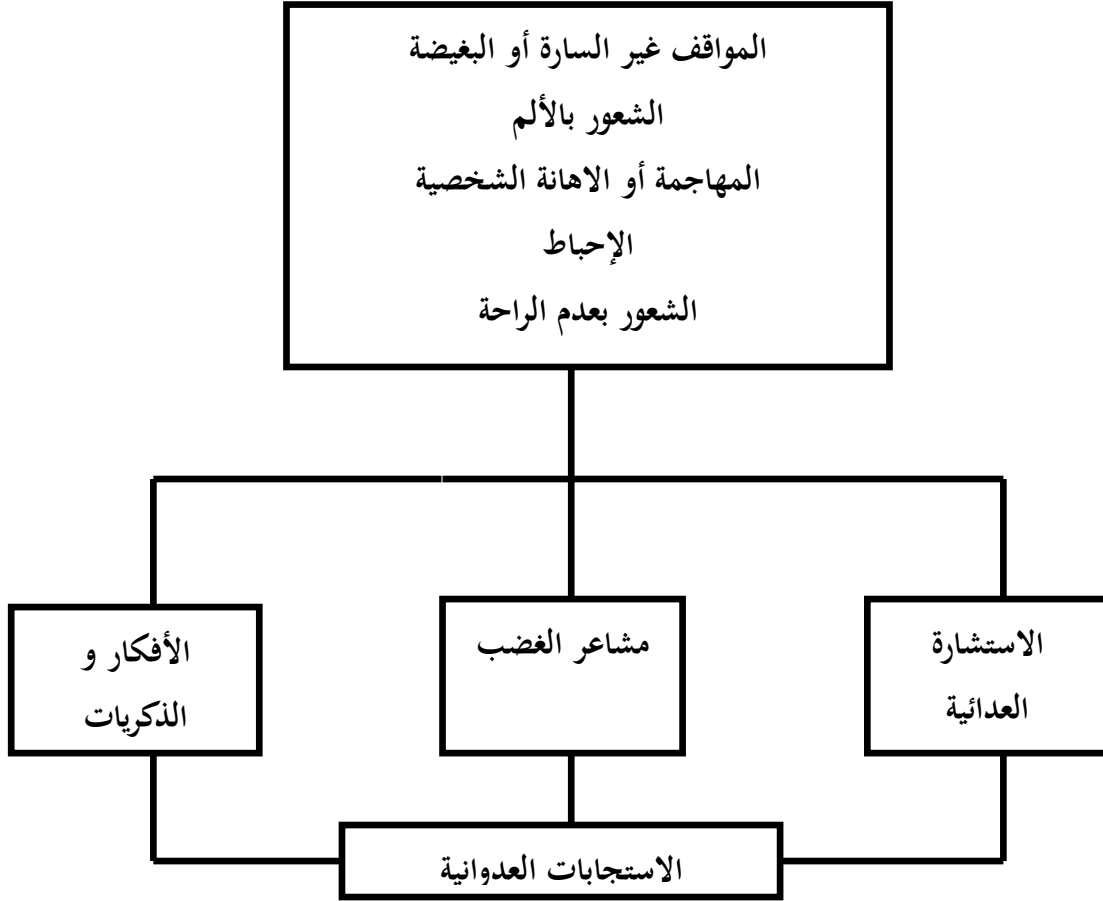 المواقف غير السارة أو البغيضة
الشعور بالألم
المهاجمة أو الاهانة الشخصية
الإحباط
الشعور بعدم الراحة
الاستشارة
العدائية
مشاعر الغضب
الأفكار و
الذكريات
الاستجابات العدوانية